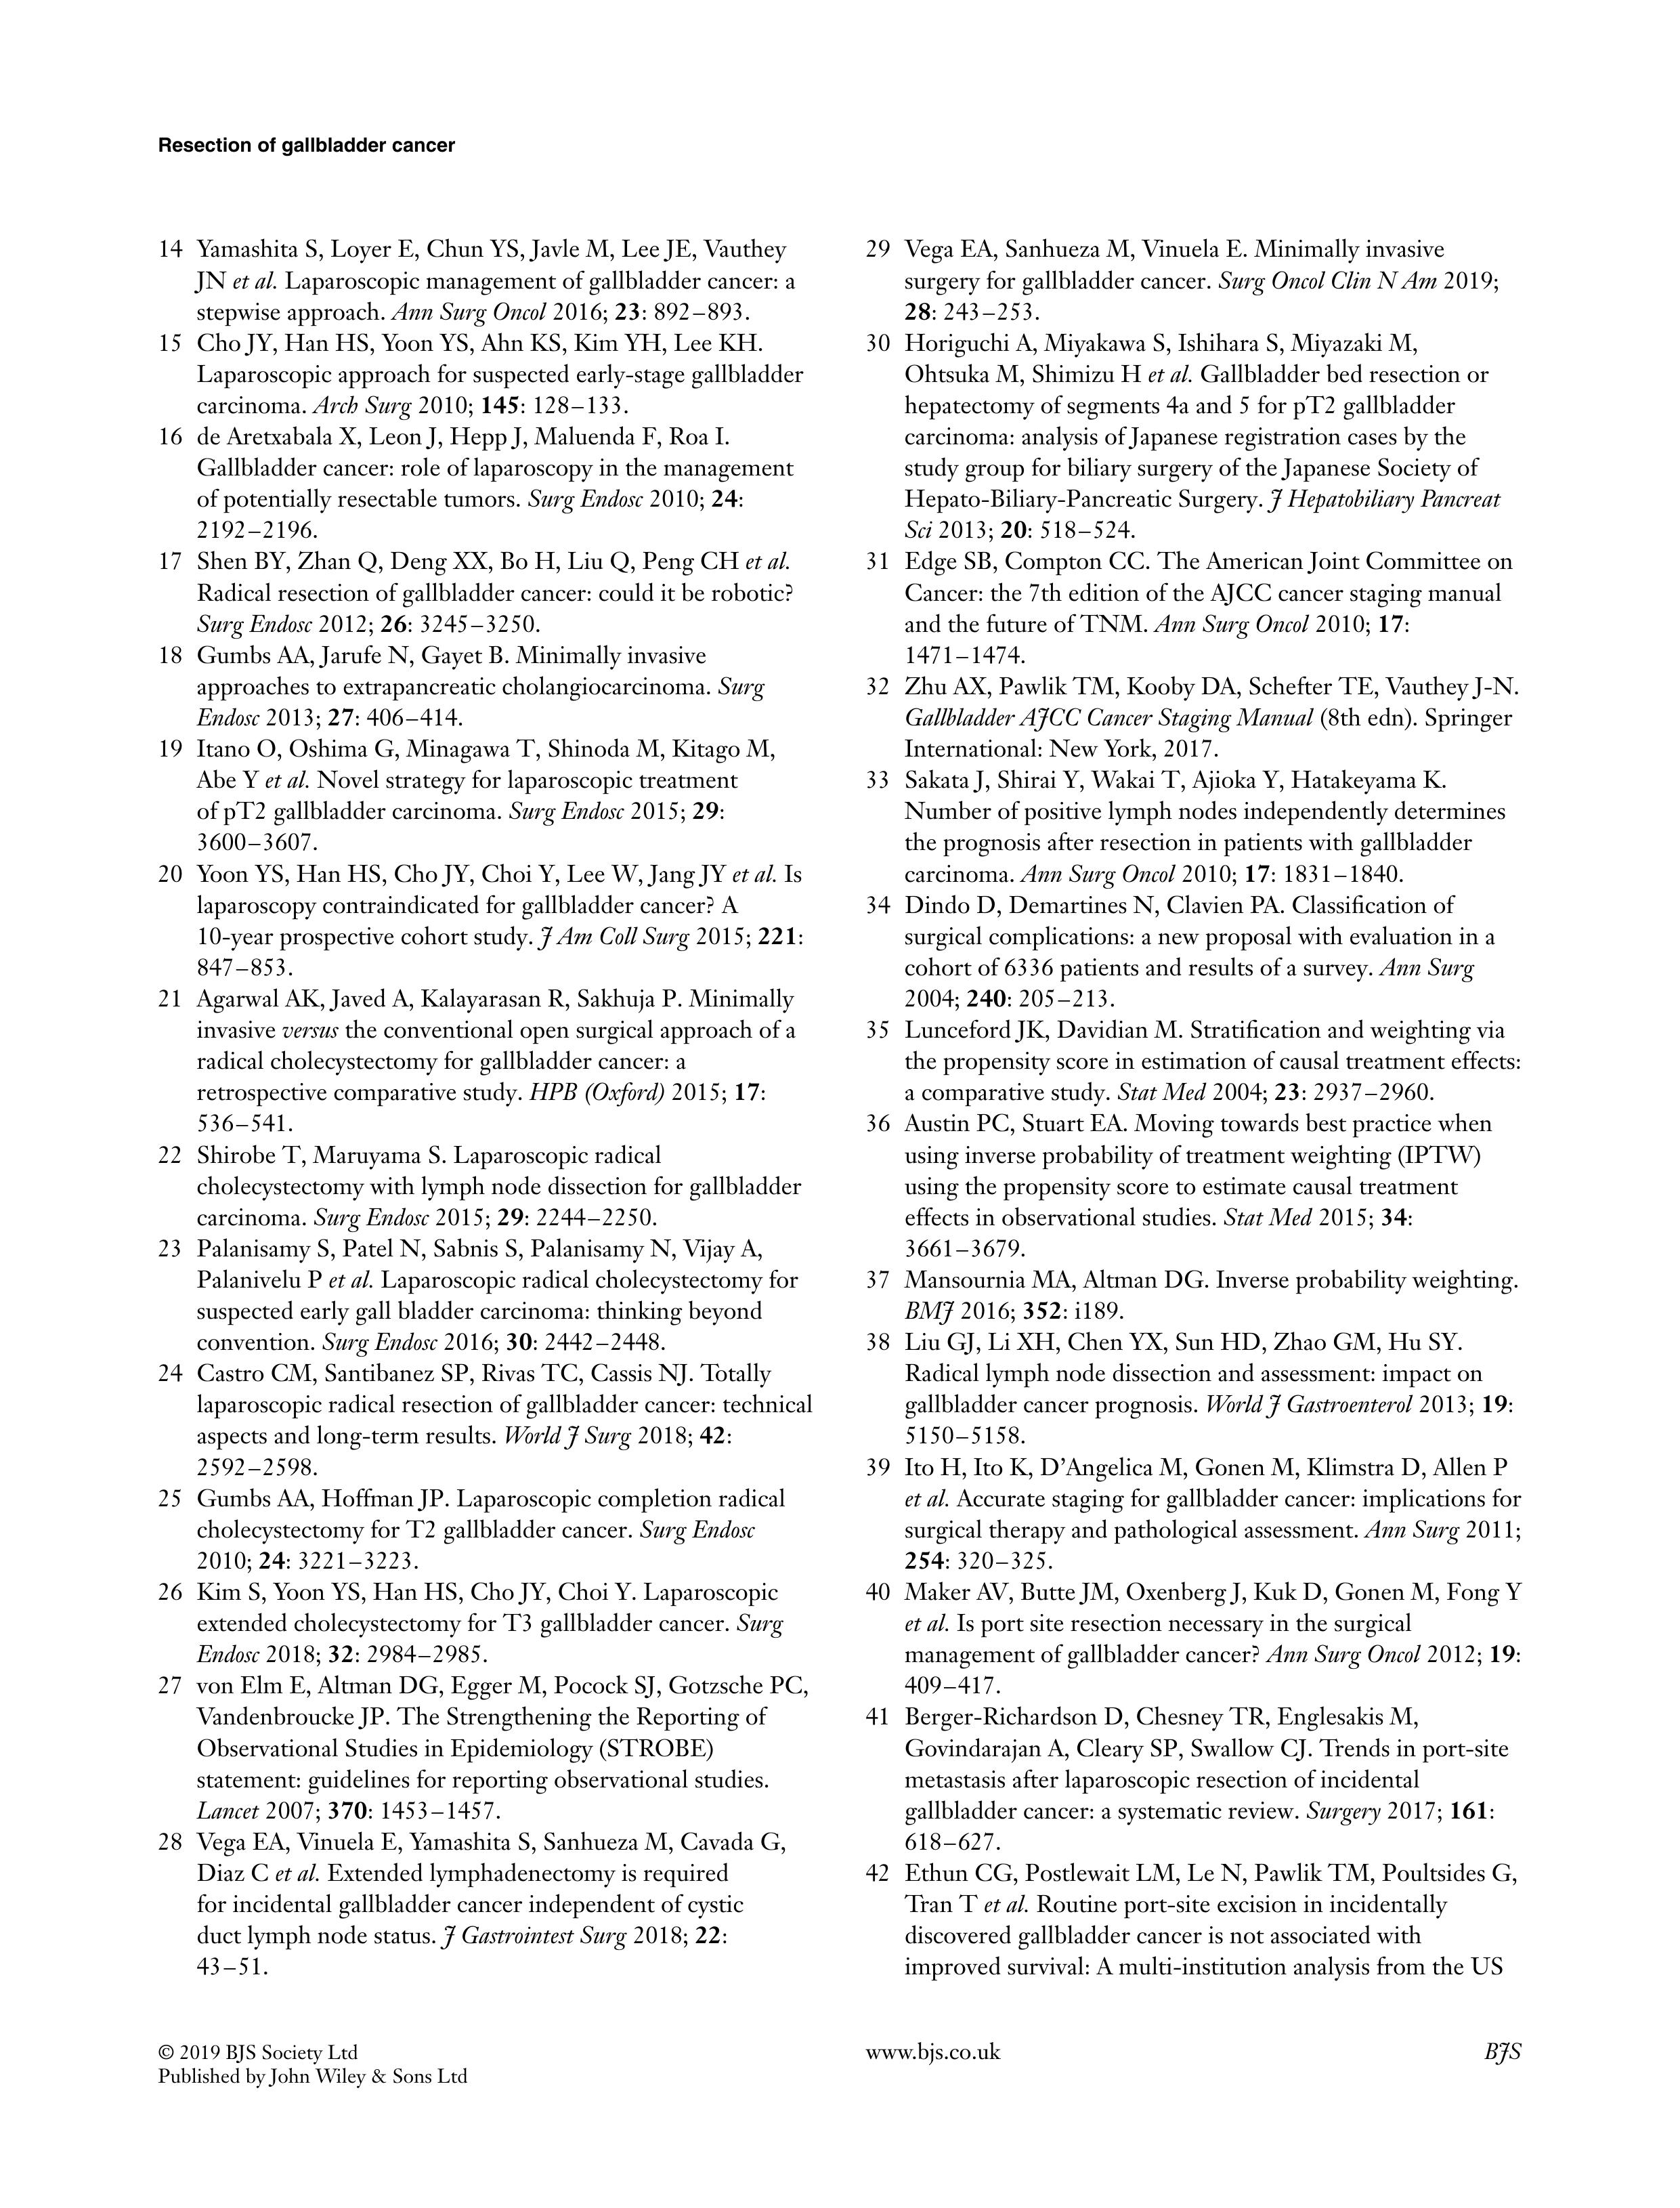 Resection of gallbladder cancer
14 Yamashita S, Loyer E, Chun YS, Javle M, Lee JE, Vauthey
JN et al. Laparoscopic management of gallbladder cancer: a
stepwise approach. Ann Surg Oncol 2016; 23: 892–893.
15 Cho JY, Han HS, Yoon YS, Ahn KS, Kim YH, Lee KH.
Laparoscopic approach for suspected early-stage gallbladder
carcinoma. Arch Surg 2010; 145: 128–133.
16 de Aretxabala X, Leon J, Hepp J, Maluenda F, Roa I.
Gallbladder cancer: role of laparoscopy in the management
of potentially resectable tumors. Surg Endosc 2010; 24:
2192–2196.
17 Shen BY, Zhan Q, Deng XX, Bo H, Liu Q, Peng CH et al.
Radical resection of gallbladder cancer: could it be robotic?
Surg Endosc 2012; 26: 3245–3250.
18 Gumbs AA, Jarufe N, Gayet B. Minimally invasive
approaches to extrapancreatic cholangiocarcinoma. Surg
Endosc 2013; 27: 406–414.
19 Itano O, Oshima G, Minagawa T, Shinoda M, Kitago M,
Abe Y et al. Novel strategy for laparoscopic treatment
of pT2 gallbladder carcinoma. Surg Endosc 2015; 29:
3600–3607.
20 Yoon YS, Han HS, Cho JY, Choi Y, Lee W, Jang JY et al. Is
laparoscopy contraindicated for gallbladder cancer? A
10-year prospective cohort study. J Am Coll Surg 2015; 221:
847–853.
21 Agarwal AK, Javed A, Kalayarasan R, Sakhuja P. Minimally
invasive versus the conventional open surgical approach of a
radical cholecystectomy for gallbladder cancer: a
retrospective comparative study. HPB (Oxford) 2015; 17:
536–541.
22 Shirobe T, Maruyama S. Laparoscopic radical
cholecystectomy with lymph node dissection for gallbladder
carcinoma. Surg Endosc 2015; 29: 2244–2250.
23 Palanisamy S, Patel N, Sabnis S, Palanisamy N, Vijay A,
Palanivelu P et al. Laparoscopic radical cholecystectomy for
suspected early gall bladder carcinoma: thinking beyond
convention. Surg Endosc 2016; 30: 2442–2448.
24 Castro CM, Santibanez SP, Rivas TC, Cassis NJ. Totally
laparoscopic radical resection of gallbladder cancer: technical
aspects and long-term results. World J Surg 2018; 42:
2592–2598.
25 Gumbs AA, Hoffman JP. Laparoscopic completion radical
cholecystectomy for T2 gallbladder cancer. Surg Endosc
2010; 24: 3221–3223.
26 Kim S, Yoon YS, Han HS, Cho JY, Choi Y. Laparoscopic
extended cholecystectomy for T3 gallbladder cancer. Surg
Endosc 2018; 32: 2984–2985.
27 von Elm E, Altman DG, Egger M, Pocock SJ, Gotzsche PC,
Vandenbroucke JP. The Strengthening the Reporting of
Observational Studies in Epidemiology (STROBE)
statement: guidelines for reporting observational studies.
Lancet 2007; 370: 1453–1457.
28 Vega EA, Vinuela E, Yamashita S, Sanhueza M, Cavada G,
Diaz C et al. Extended lymphadenectomy is required
for incidental gallbladder cancer independent of cystic
duct lymph node status. J Gastrointest Surg 2018; 22:
43–51.
29 Vega EA, Sanhueza M, Vinuela E. Minimally invasive
surgery for gallbladder cancer. Surg Oncol Clin N Am 2019;
28: 243–253.
30 Horiguchi A, Miyakawa S, Ishihara S, Miyazaki M,
Ohtsuka M, Shimizu H et al. Gallbladder bed resection or
hepatectomy of segments 4a and 5 for pT2 gallbladder
carcinoma: analysis of Japanese registration cases by the
study group for biliary surgery of the Japanese Society of
Hepato-Biliary-Pancreatic Surgery. J Hepatobiliary Pancreat
Sci 2013; 20: 518–524.
31 Edge SB, Compton CC. The American Joint Committee on
Cancer: the 7th edition of the AJCC cancer staging manual
and the future of TNM. Ann Surg Oncol 2010; 17:
1471–1474.
32 Zhu AX, Pawlik TM, Kooby DA, Schefter TE, Vauthey J-N.
Gallbladder AJCC Cancer Staging Manual (8th edn). Springer
International: New York, 2017.
33 Sakata J, Shirai Y, Wakai T, Ajioka Y, Hatakeyama K.
Number of positive lymph nodes independently determines
the prognosis after resection in patients with gallbladder
carcinoma. Ann Surg Oncol 2010; 17: 1831–1840.
34 Dindo D, Demartines N, Clavien PA. Classification of
surgical complications: a new proposal with evaluation in a
cohort of 6336 patients and results of a survey. Ann Surg
2004; 240: 205–213.
35 Lunceford JK, Davidian M. Stratification and weighting via
the propensity score in estimation of causal treatment effects:
a comparative study. Stat Med 2004; 23: 2937–2960.
36 Austin PC, Stuart EA. Moving towards best practice when
using inverse probability of treatment weighting (IPTW)
using the propensity score to estimate causal treatment
effects in observational studies. Stat Med 2015; 34:
3661–3679.
37 Mansournia MA, Altman DG. Inverse probability weighting.
BMJ 2016; 352: i189.
38 Liu GJ, Li XH, Chen YX, Sun HD, Zhao GM, Hu SY.
Radical lymph node dissection and assessment: impact on
gallbladder cancer prognosis. World J Gastroenterol 2013; 19:
5150–5158.
39 Ito H, Ito K, D’Angelica M, Gonen M, Klimstra D, Allen P
et al. Accurate staging for gallbladder cancer: implications for
surgical therapy and pathological assessment. Ann Surg 2011;
254: 320–325.
40 Maker AV, Butte JM, Oxenberg J, Kuk D, Gonen M, Fong Y
et al. Is port site resection necessary in the surgical
management of gallbladder cancer? Ann Surg Oncol 2012; 19:
409–417.
41 Berger-Richardson D, Chesney TR, Englesakis M,
Govindarajan A, Cleary SP, Swallow CJ. Trends in port-site
metastasis after laparoscopic resection of incidental
gallbladder cancer: a systematic review. Surgery 2017; 161:
618–627.
42 Ethun CG, Postlewait LM, Le N, Pawlik TM, Poultsides G,
Tran T et al. Routine port-site excision in incidentally
discovered gallbladder cancer is not associated with
improved survival: A multi-institution analysis from the US
© 2019 BJS Society Ltd
Published by John Wiley & Sons Ltd
www.bjs.co.uk
BJS